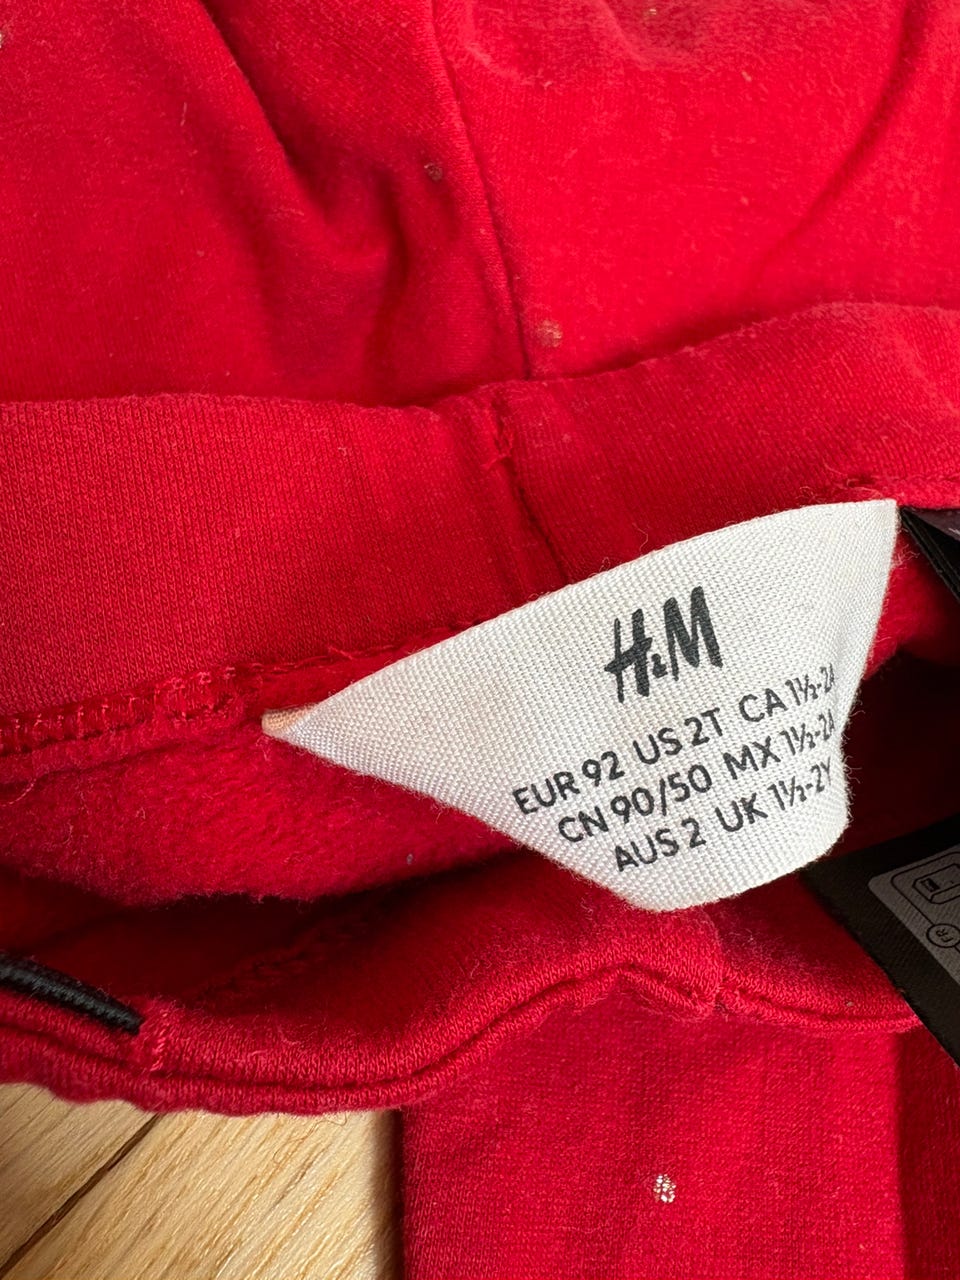 H&M
EUR 92 US 2T CA 1½-2A
CN 90/50 MX 1½-2A
AUS 2 UK 1½-2Y
FR